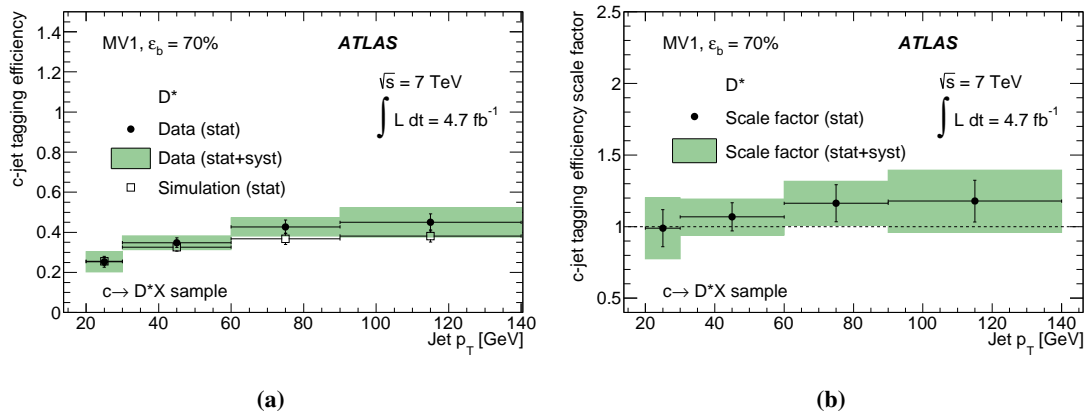 c-jet tagging efficiency
1.4
1.2
1
0.8
0.6
0.4
0.2
0
MV1, ε_b = 70%
ATLAS
D*
√s = 7 TeV
∫ L dt = 4.7 fb⁻¹
Data (stat)
Data (stat+syst)
Simulation (stat)
c→ D*X sample
20 40 60 80 100 120 140
Jet p_T [GeV]
(a)
c-jet tagging efficiency scale factor
2.5
2
1.5
1
0.5
MV1, ε_b = 70%
ATLAS
D*
√s = 7 TeV
∫ L dt = 4.7 fb⁻¹
Scale factor (stat)
Scale factor (stat+syst)
c→ D*X sample
20 40 60 80 100 120 140
Jet p_T [GeV]
(b)